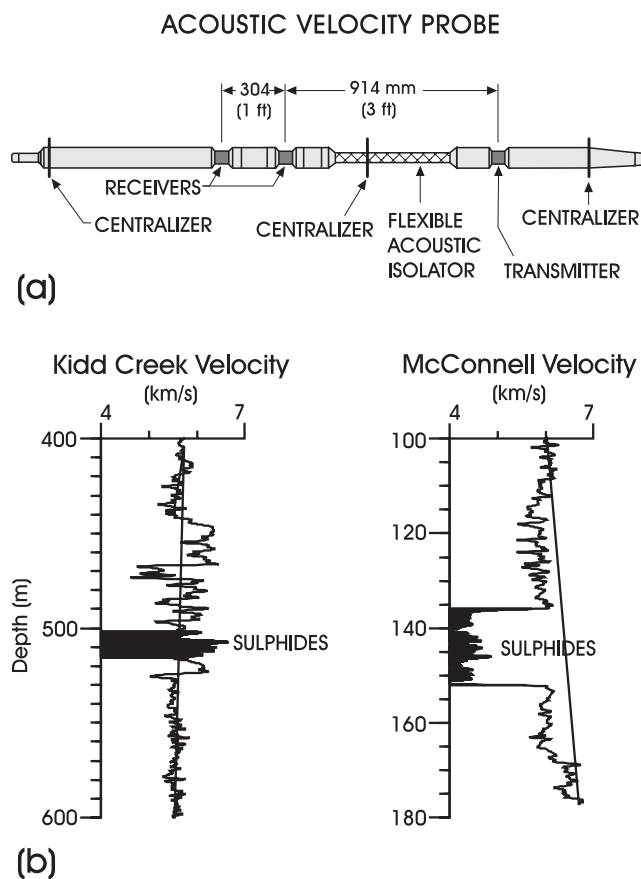 ACOUSTIC VELOCITY PROBE
304
(1 ft)
914 mm
(3 ft)
RECEIVERS
CENTRALIZER
CENTRALIZER
FLEXIBLE
ACOUSTIC
ISOLATOR
TRANSMITTER
CENTRALIZER
(a)
Kidd Creek Velocity
(km/s)
4
7
400
500
600
Depth (m)
SULPHIDES
McConnell Velocity
(km/s)
4
7
100
120
140
160
180
SULPHIDES
(b)